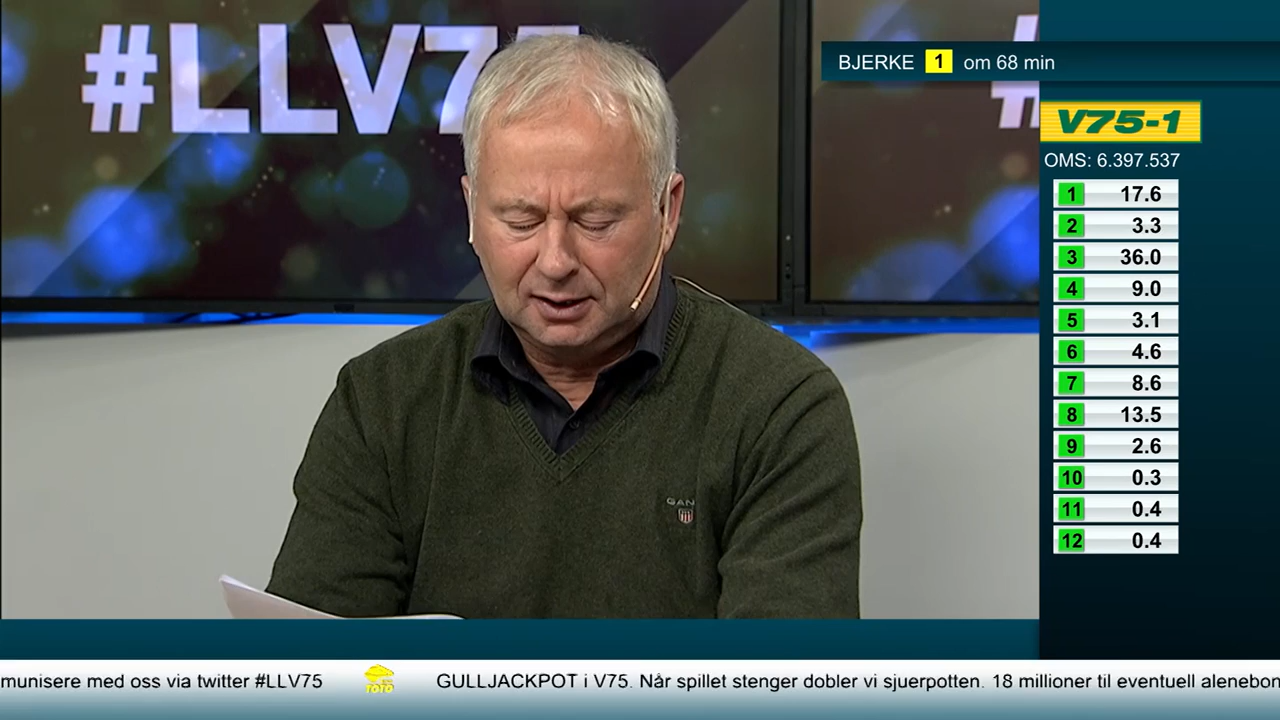 #LLV75
BJERKE 1 om 68 min
V75-1
OMS: 6.397.537
1 17.6
2 3.3
3 36.0
4 9.0
5 3.1
6 4.6
7 8.6
8 13.5
9 2.6
10 0.3
11 0.4
12 0.4
GAN
munisere med oss via twitter #LLV75 TOTO GULLJACKPOT i V75. Når spillet stenger dobler vi sjuerpotten. 18 millioner til eventuell alenebon